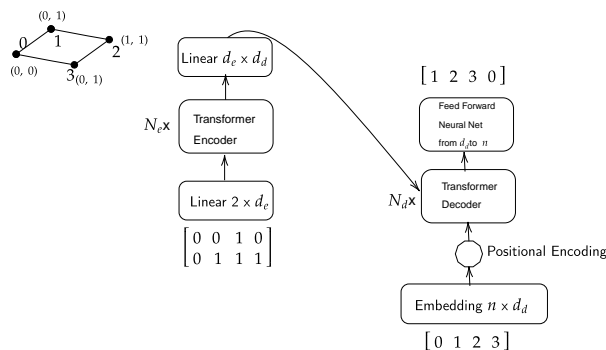 (0, 1)
0
1
2
(1, 1)
(0, 0)
3
(0, 1)
Linear d_e × d_d
N_e x
Transformer
Encoder
Linear 2 × d_e
[0 0 1 0
0 1 1 1]
[1 2 3 0]
Feed Forward
Neural Net
from d_d to n
N_d x
Transformer
Decoder
Positional Encoding
Embedding n × d_d
[0 1 2 3]